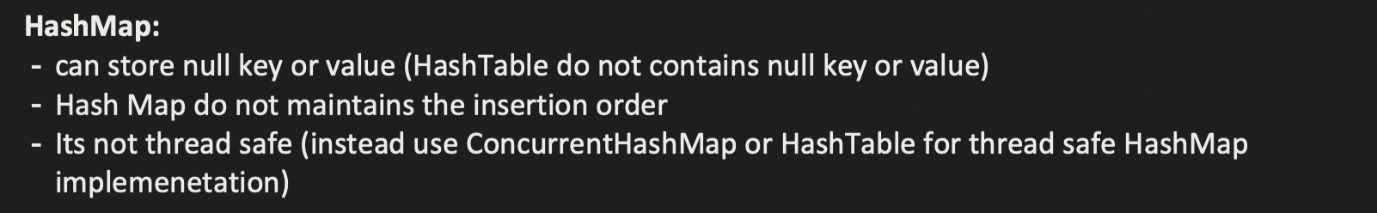 HashMap:
- can store null key or value (HashTable do not contains null key or value)
- Hash Map do not maintains the insertion order
- Its not thread safe (instead use ConcurrentHashMap or HashTable for thread safe HashMap
implemenetation)